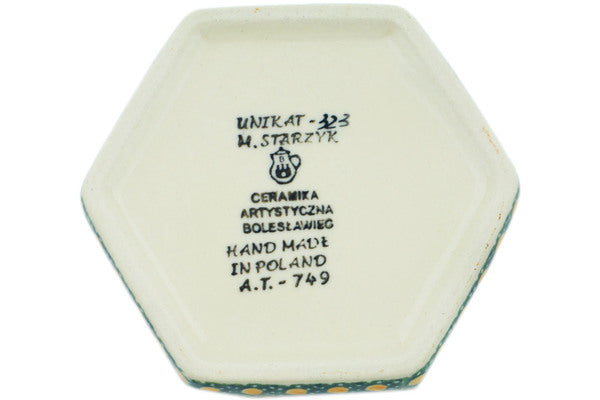 UNIKAT - 323
M. STARZYK
B
CERAMIKA
ARTYSTYCZNA
BOLESŁAWIEC
HAND MADE
IN POLAND
A.T. - 749